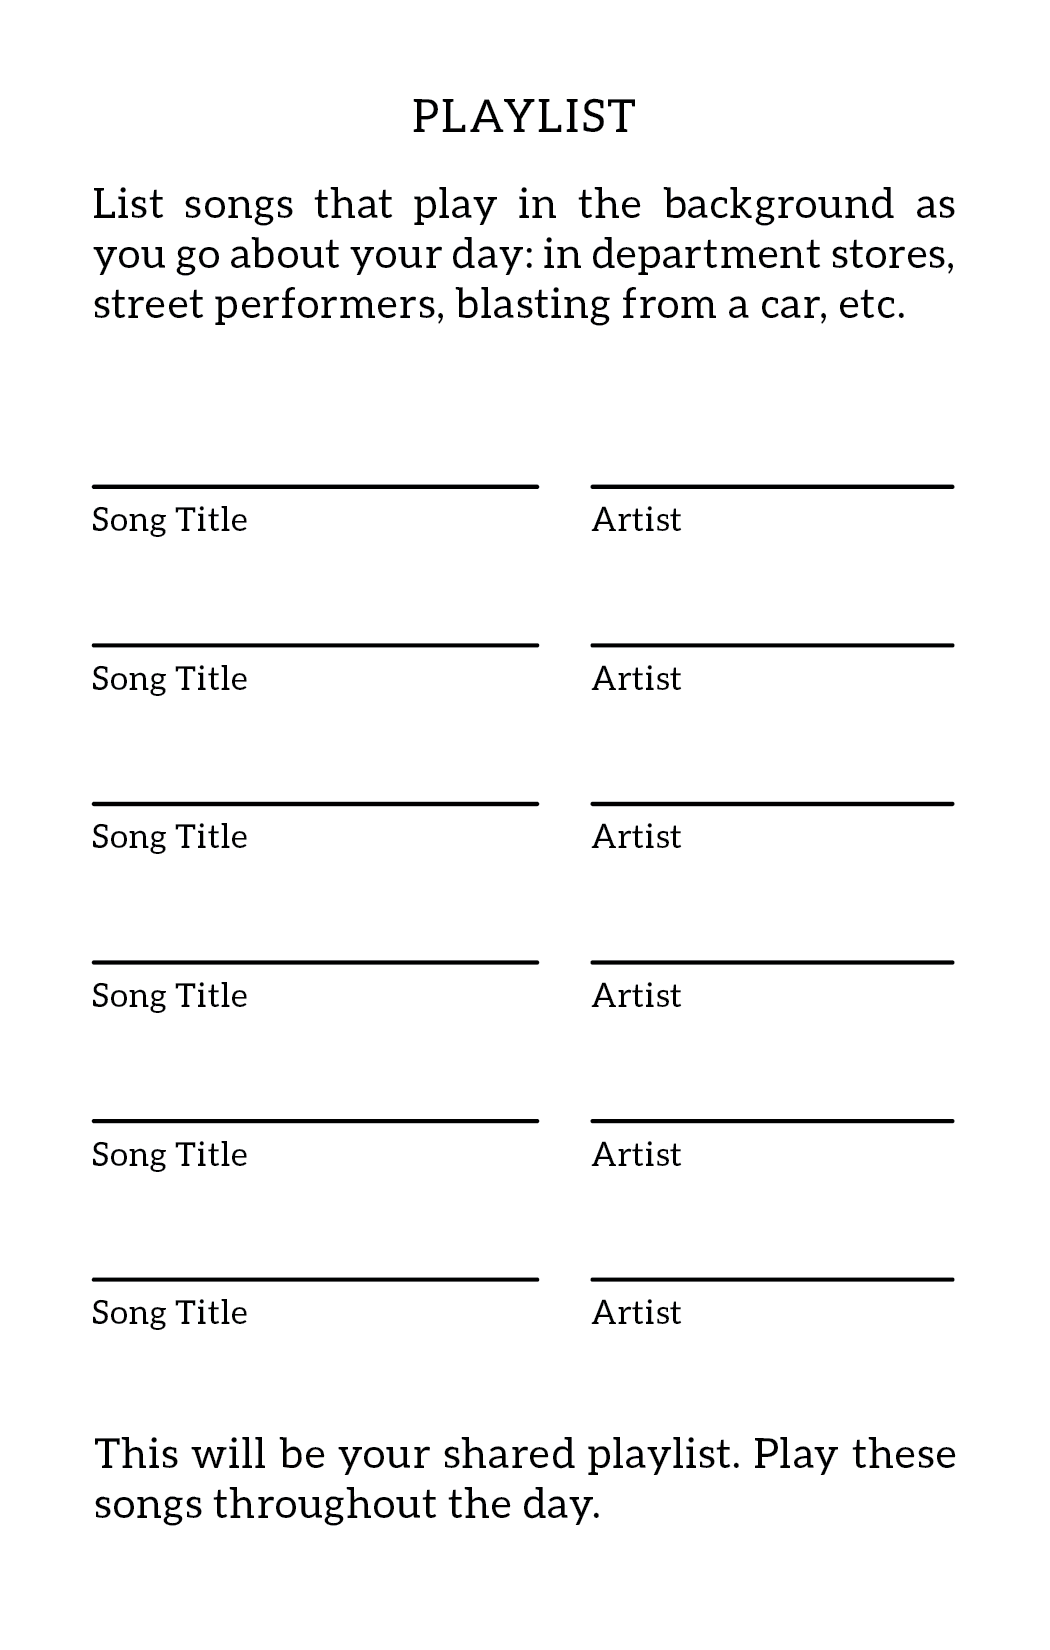 PLAYLIST
List songs that play in the background as
you go about your day: in department stores,
street performers, blasting from a car, etc.
Song Title Artist
Song Title Artist
Song Title Artist
Song Title Artist
Song Title Artist
Song Title Artist
This will be your shared playlist. Play these
songs throughout the day.